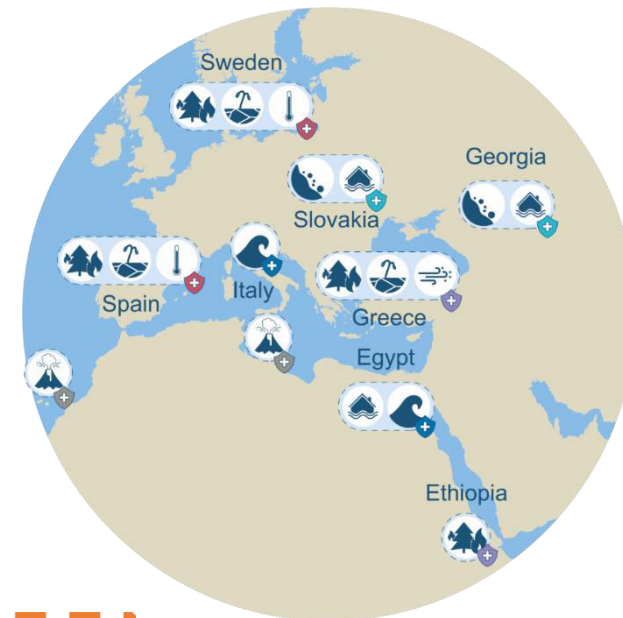 Sweden
Georgia
Slovakia
Spain
Italy
Greece
Egypt
Ethiopia